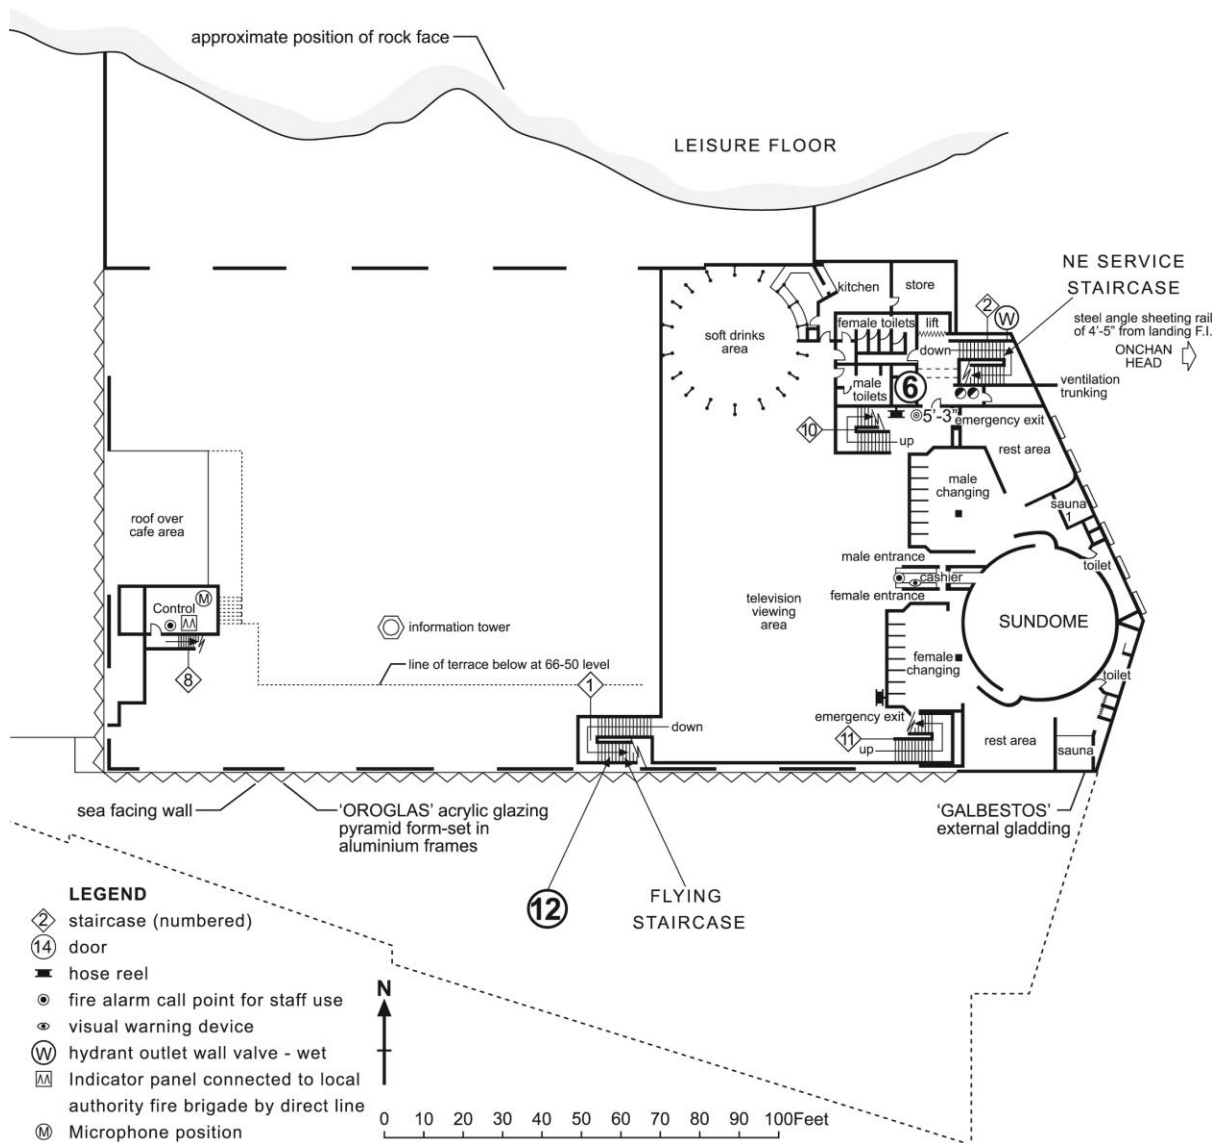 approximate position of rock face
LEISURE FLOOR
NE SERVICE
STAIRCASE
kitchen
store
2
W
steel angle sheeting rail
of 4'-5" from landing F.I.
ONCHAN
HEAD
soft drinks
area
female toilets
lift
down
male
toilets
6
ventilation
trunking
5'-3"
emergency exit
10
up
rest area
male
changing
sauna
1
roof over
cafe area
male entrance
cashier
female entrance
toilet
Control
M
television
viewing
area
SUNDOME
information tower
line of terrace below at 66-50 level
female
changing
toilet
8
1
down
emergency exit
11
up
rest area
sauna
sea facing wall
'OROGLAS' acrylic glazing
pyramid form-set in
aluminium frames
'GALBESTOS'
external gladding
12
FLYING
STAIRCASE
LEGEND
2 staircase (numbered)
14 door
hose reel
fire alarm call point for staff use
visual warning device
W hydrant outlet wall valve - wet
Indicator panel connected to local
authority fire brigade by direct line
M Microphone position
N
0 10 20 30 40 50 60 70 80 90 100Feet